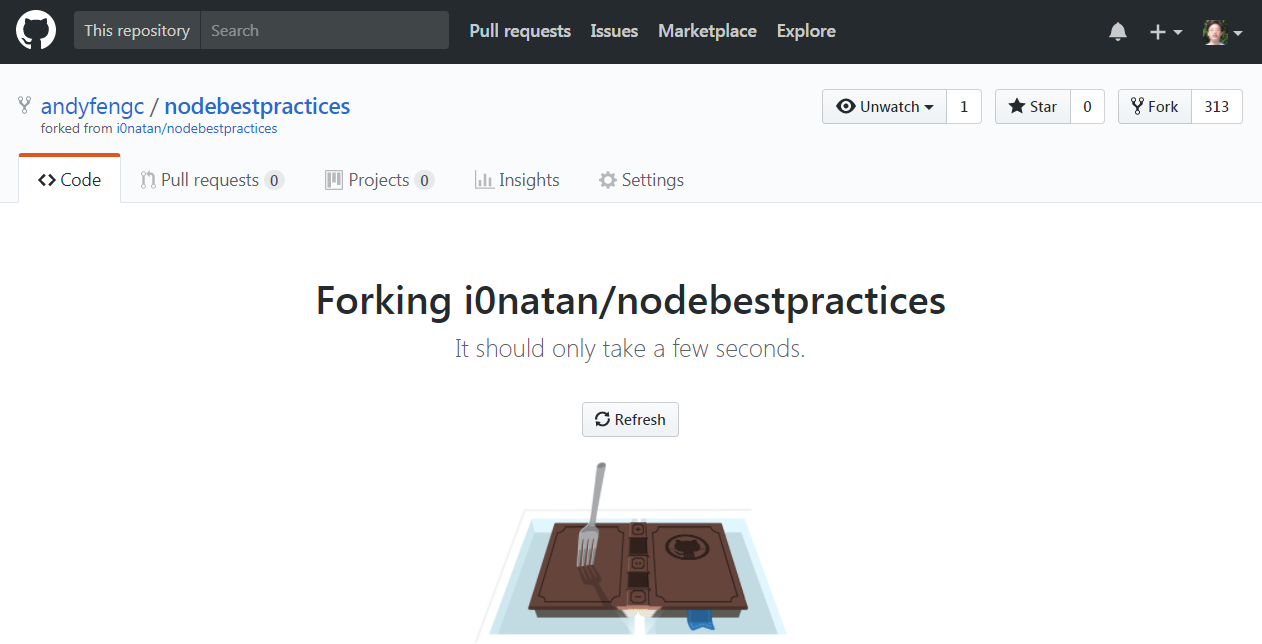 This repository Search Pull requests Issues Marketplace Explore
andyfengc / nodebestpractices Unwatch 1 Star 0 Fork 313
forked from i0natan/nodebestpractices
Code Pull requests 0 Projects 0 Insights Settings
Forking i0natan/nodebestpractices
It should only take a few seconds.
Refresh